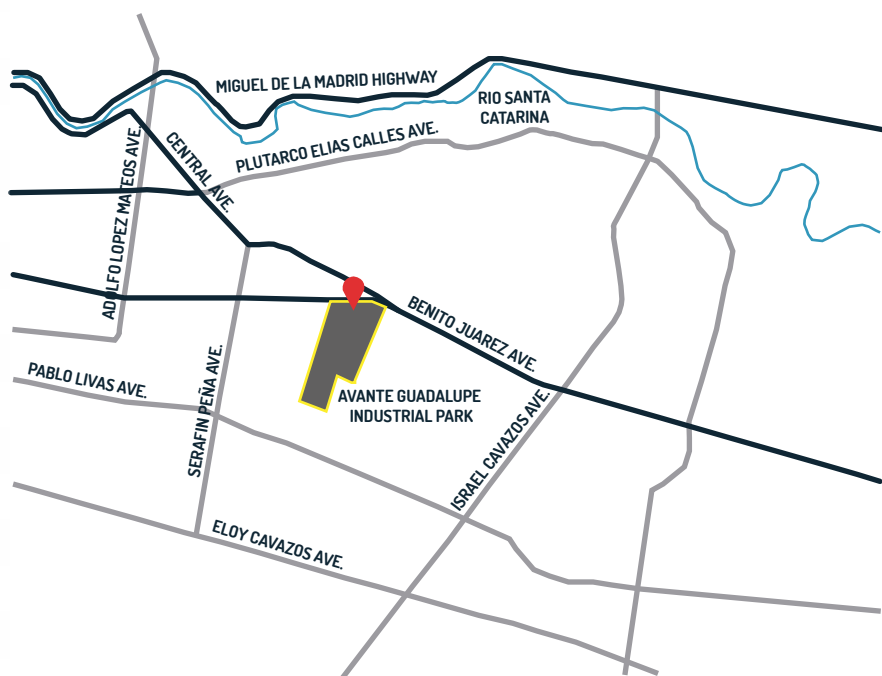 MIGUEL DE LA MADRID HIGHWAY
RIO SANTA
CATARINA
PLUTARCO ELIAS CALLES AVE.
CENTRAL AVE.
ADOLFO LOPEZ MATEOS AVE.
BENITO JUAREZ AVE.
PABLO LIVAS AVE.
SERAFIN PEÑA AVE.
AVANTE GUADALUPE
INDUSTRIAL PARK
ISRAEL CAVAZOS AVE.
ELOY CAVAZOS AVE.